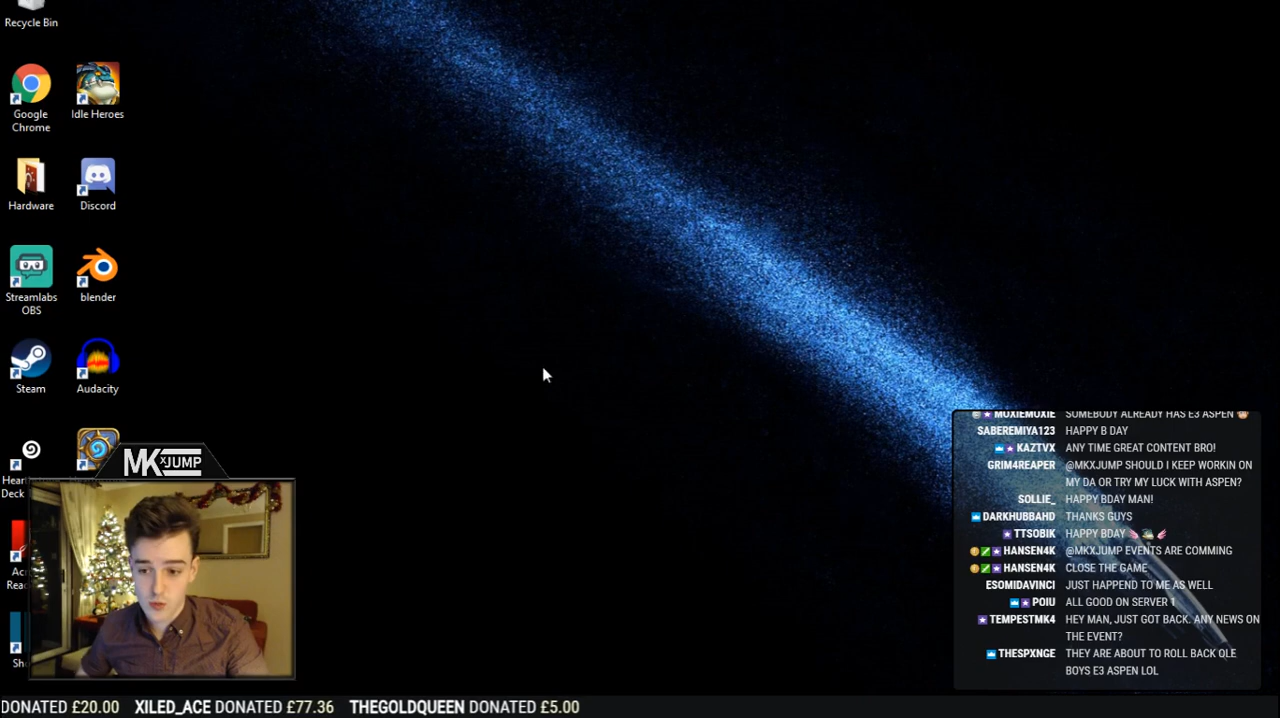 Recycle Bin
Google
Chrome
Idle Heroes
Hardware
Discord
Streamlabs
OBS
blender
Steam
Audacity
Deck
MK xJUMP
MOXIEMOXIE SOMEBODY ALREADY HAS E3 ASPEN
SABEREMIYA123 HAPPY B DAY
KAZTVX ANY TIME GREAT CONTENT BRO!
GRIM4REAPER @MKXJUMP SHOULD I KEEP WORKIN ON
MY DA OR TRY MY LUCK WITH ASPEN?
SOLLIE_ HAPPY BDAY MAN!
DARKHUBBAHD THANKS GUYS
TTSOBIK HAPPY BDAY
HANSEN4K @MKXJUMP EVENTS ARE COMMING
HANSEN4K CLOSE THE GAME
ESOMIDAVINCI JUST HAPPEND TO ME AS WELL
POIU ALL GOOD ON SERVER 1
TEMPESTMK4 HEY MAN, JUST GOT BACK. ANY NEWS ON
THE EVENT?
THESPXNGE THEY ARE ABOUT TO ROLL BACK OLE
BOYS E3 ASPEN LOL
DONATED £20.00 XILED_ACE DONATED £77.36 THEGOLDQUEEN DONATED £5.00